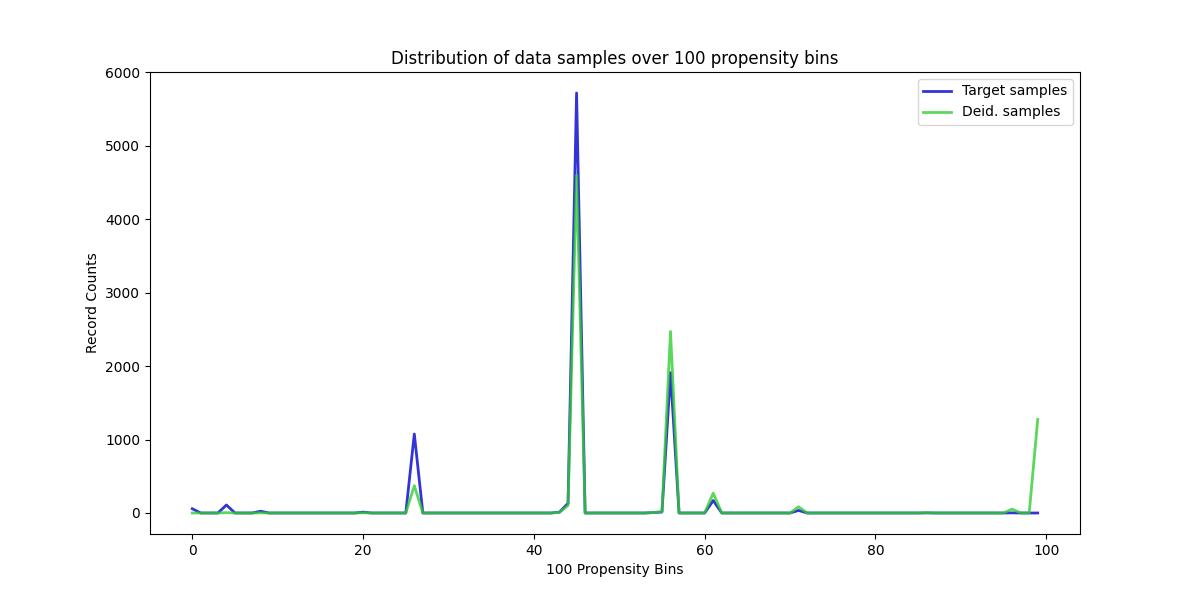 Distribution of data samples over 100 propensity bins
6000
5000
4000
3000
2000
1000
0
Record Counts
Target samples
Deid. samples
0 20 40 60 80 100
100 Propensity Bins